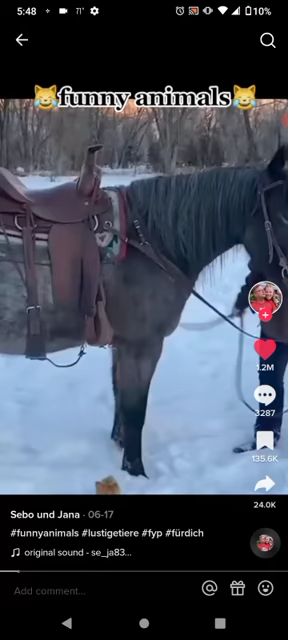 5:48
71°
10%
😹funny animals😹
1.2M
3287
135.6K
24.0K
Sebo und Jana · 06-17
#funnyanimals #lustigetiere #fyp #fürdich
original sound - se_ja83...
Add comment...